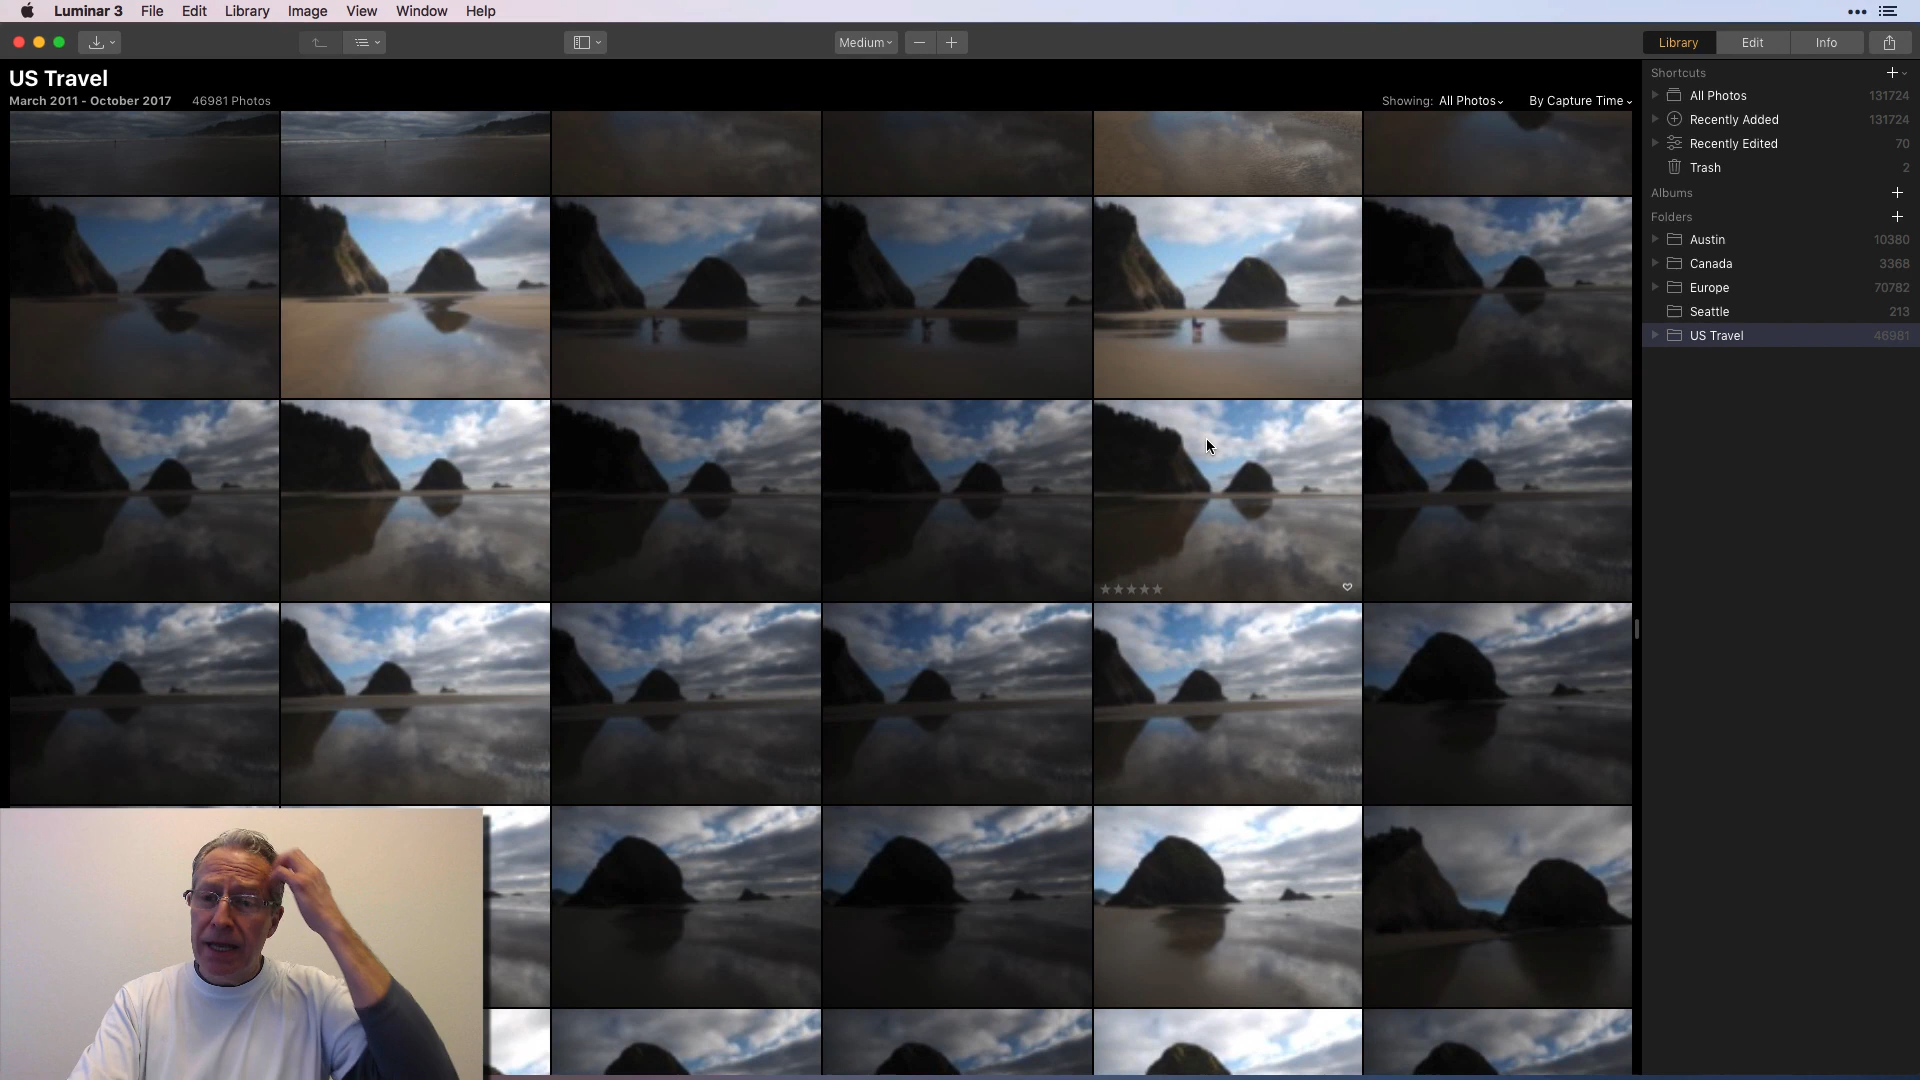 Luminar 3 File Edit Library Image View Window Help
Medium
Library Edit Info
US Travel
March 2011 - October 2017 46981 Photos
Showing: All Photos By Capture Time
Shortcuts
All Photos 131724
Recently Added 131724
Recently Edited 70
Trash 2
Albums
Folders
Austin 10380
Canada 3368
Europe 70782
Seattle 213
US Travel 46981